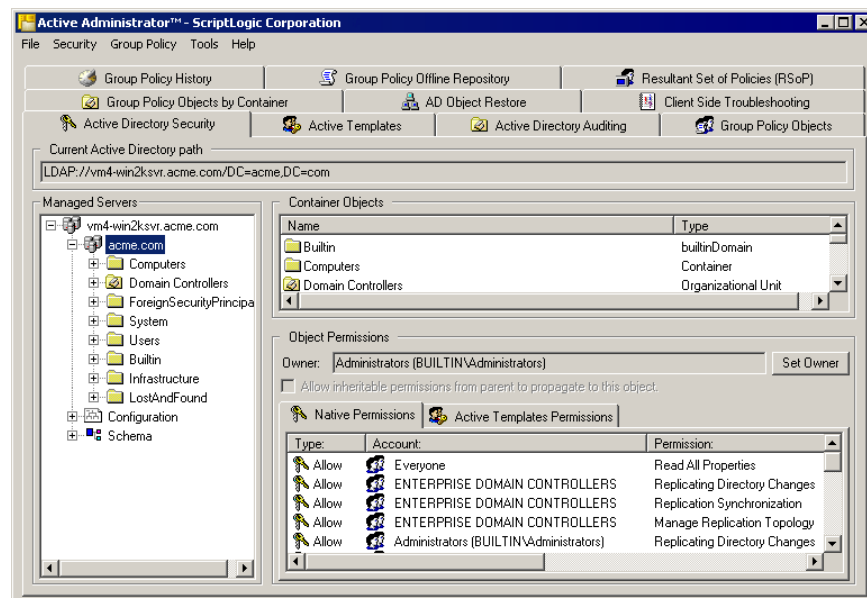 Active Administrator™ - ScriptLogic Corporation
File Security Group Policy Tools Help
Group Policy History Group Policy Offline Repository Resultant Set of Policies (RSoP)
Group Policy Objects by Container AD Object Restore Client Side Troubleshooting
Active Directory Security Active Templates Active Directory Auditing Group Policy Objects
Current Active Directory path
LDAP://vm4-win2ksvr.acme.com/DC=acme,DC=com
Managed Servers
vm4-win2ksvr.acme.com
acme.com
Computers
Domain Controllers
ForeignSecurityPrincipa
System
Users
Builtin
Infrastructure
LostAndFound
Configuration
Schema
Container Objects
Name Type
Builtin builtinDomain
Computers Container
Domain Controllers Organizational Unit
Object Permissions
Owner: Administrators (BUILTIN\Administrators) Set Owner
Allow inheritable permissions from parent to propagate to this object.
Native Permissions Active Templates Permissions
Type: Account: Permission:
Allow Everyone Read All Properties
Allow ENTERPRISE DOMAIN CONTROLLERS Replicating Directory Changes
Allow ENTERPRISE DOMAIN CONTROLLERS Replication Synchronization
Allow ENTERPRISE DOMAIN CONTROLLERS Manage Replication Topology
Allow Administrators (BUILTIN\Administrators) Replicating Directory Changes